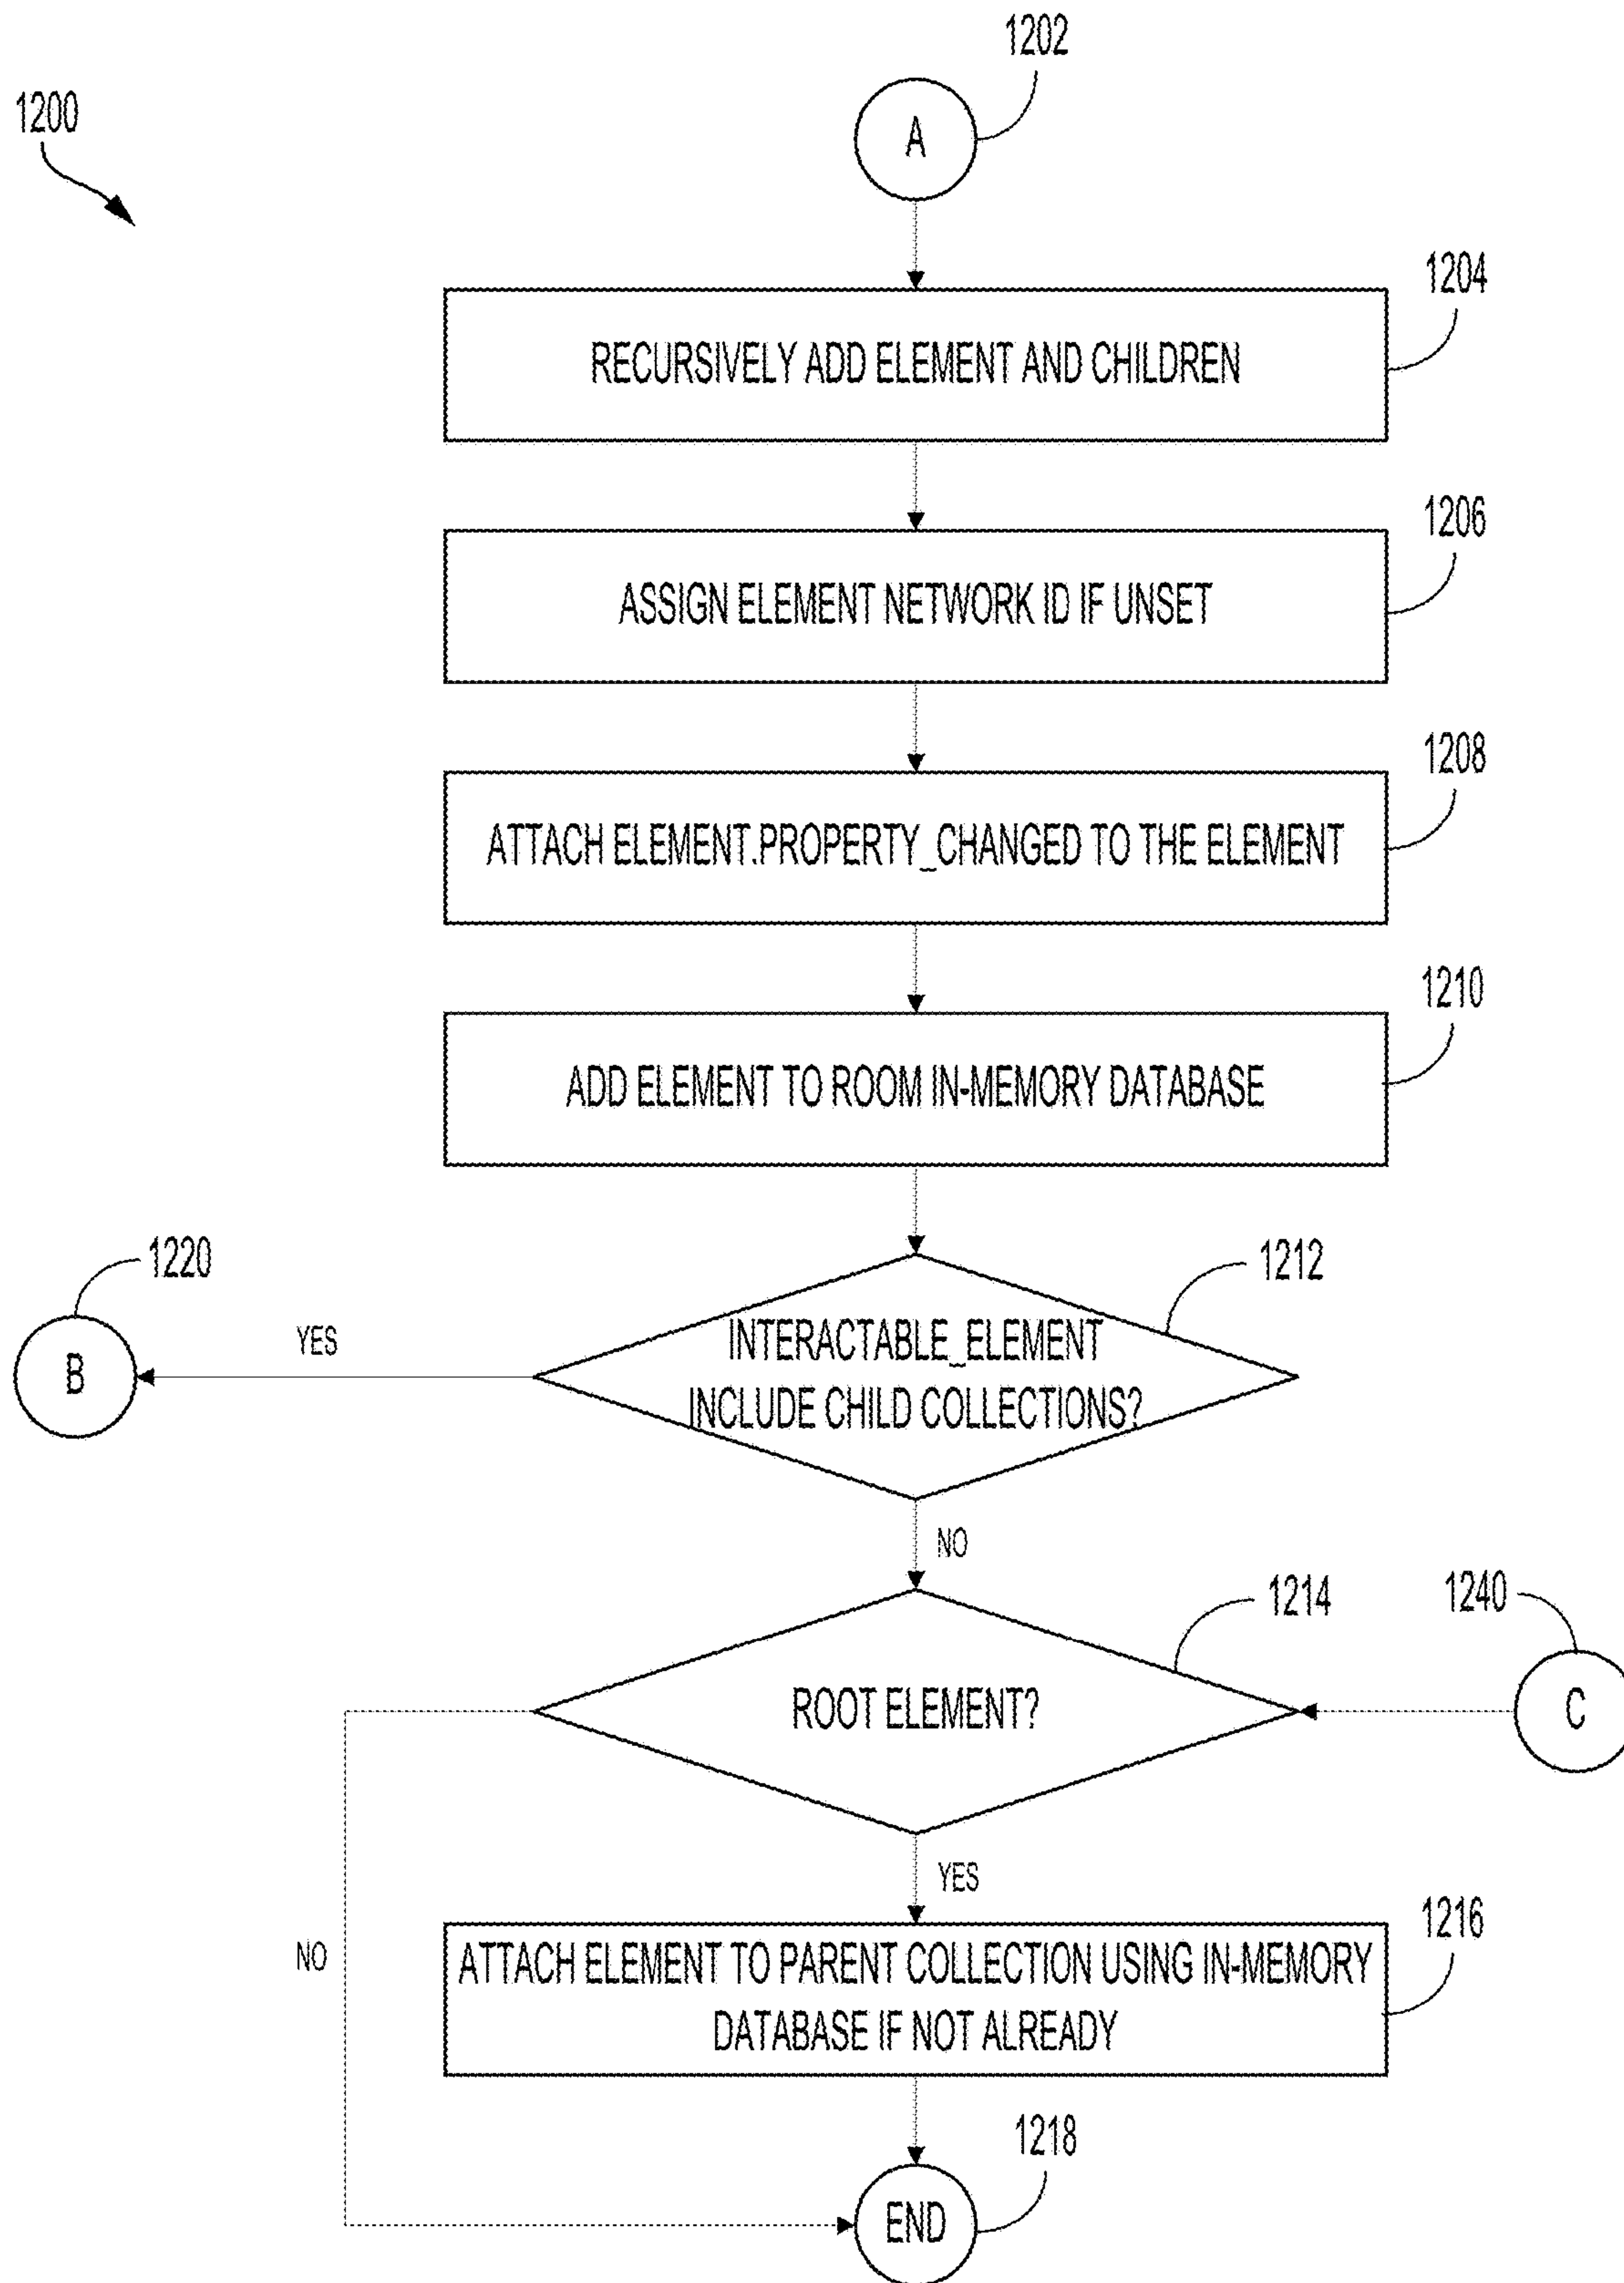 1202
1200
A
1204
RECURSIVELY ADD ELEMENT AND CHILDREN
1206
ASSIGN ELEMENT NETWORK ID IF UNSET
1208
ATTACH ELEMENT.PROPERTY_CHANGED TO THE ELEMENT
1210
ADD ELEMENT TO ROOM IN-MEMORY DATABASE
1220
1212
B
YES
INTERACTABLE_ELEMENT
INCLUDE CHILD COLLECTIONS?
NO
1214
1240
ROOT ELEMENT?
C
YES
NO
1216
ATTACH ELEMENT TO PARENT COLLECTION USING IN-MEMORY
DATABASE IF NOT ALREADY
1218
END